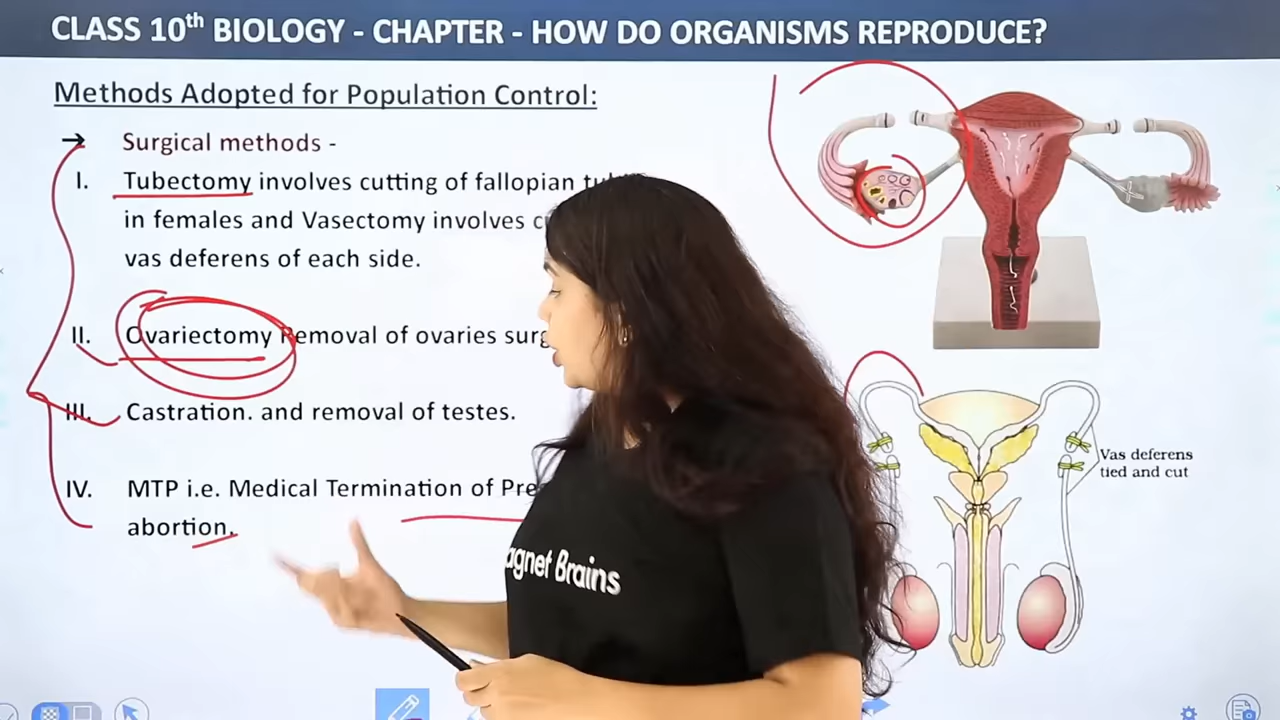 CLASS 10th BIOLOGY - CHAPTER - HOW DO ORGANISMS REPRODUCE?
Methods Adopted for Population Control:
→ Surgical methods -
I. Tubectomy involves cutting of fallopian
in females and Vasectomy involves
vas deferens of each side.
II. Ovariectomy Removal of ovaries
III. Castration. and removal of testes.
IV. MTP i.e. Medical Termination of
abortion.
Vas deferens
tied and cut
agnet Brains